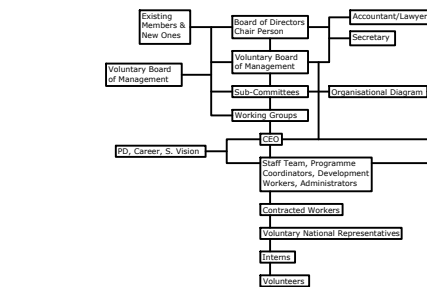 Existing
Members &
New Ones
Board of Directors
Chair Person
Accountant/Lawyer
Secretary
Voluntary Board
of Management
Voluntary Board
of Management
Sub-Committees
Organisational Diagram
Working Groups
CEO
PD, Career, S. Vision
Staff Team, Programme
Coordinators, Development
Workers, Administrators
Contracted Workers
Voluntary National Representatives
Interns
Volunteers